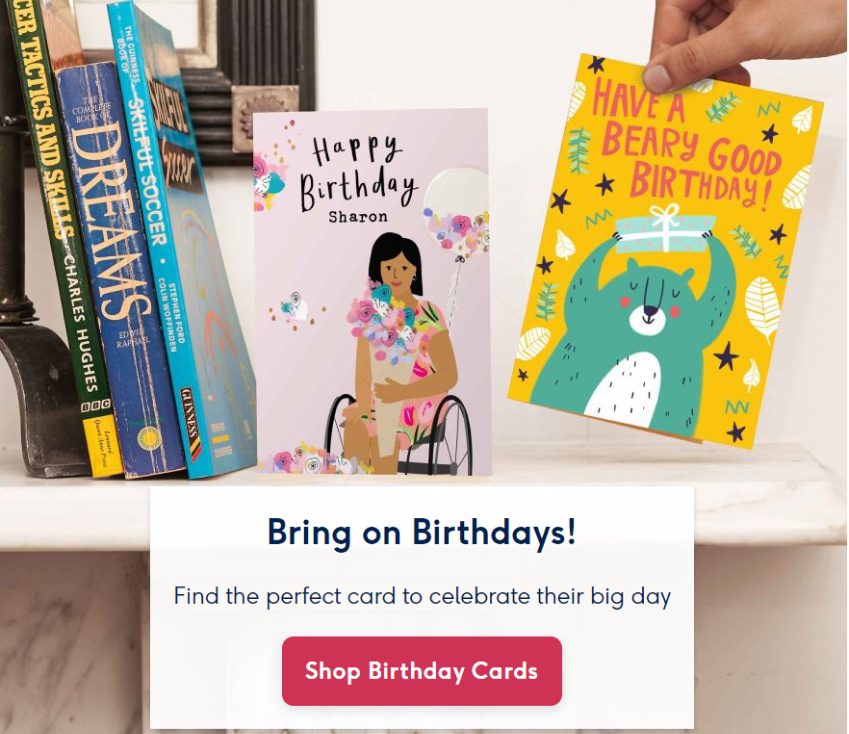 CER TACTICS AND SKILLS
CHARLES HUGHES
BBC
THE
COMPLETE
BOOK OF
DREAMS
EDWIN
RAPHAEL
THE GUINNESS
BOOK OF
SKILFUL SOCCER
STEPHEN FORD
COLIN WOFFINDEN
GUINNESS
SKILFUL
Soccer
Happy
Birthday
Sharon
HAVE A
BEARY GOOD
BIRTHDAY!
Bring on Birthdays!
Find the perfect card to celebrate their big day
Shop Birthday Cards